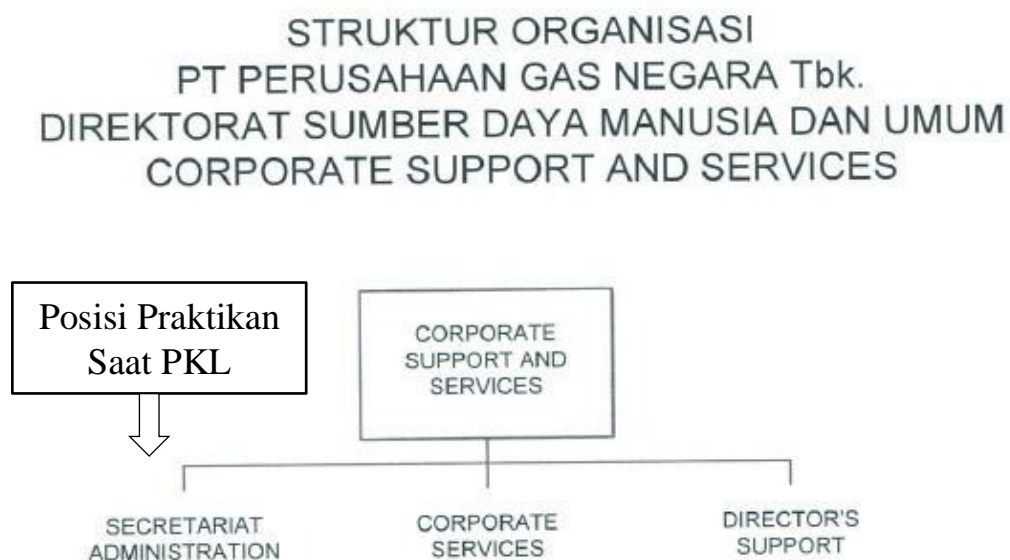 STRUKTUR ORGANISASI
PT PERUSAHAAN GAS NEGARA Tbk.
DIREKTORAT SUMBER DAYA MANUSIA DAN UMUM
CORPORATE SUPPORT AND SERVICES
Posisi Praktikan
Saat PKL
CORPORATE
SUPPORT AND
SERVICES
SECRETARIAT
ADMINISTRATION
CORPORATE
SERVICES
DIRECTOR'S
SUPPORT